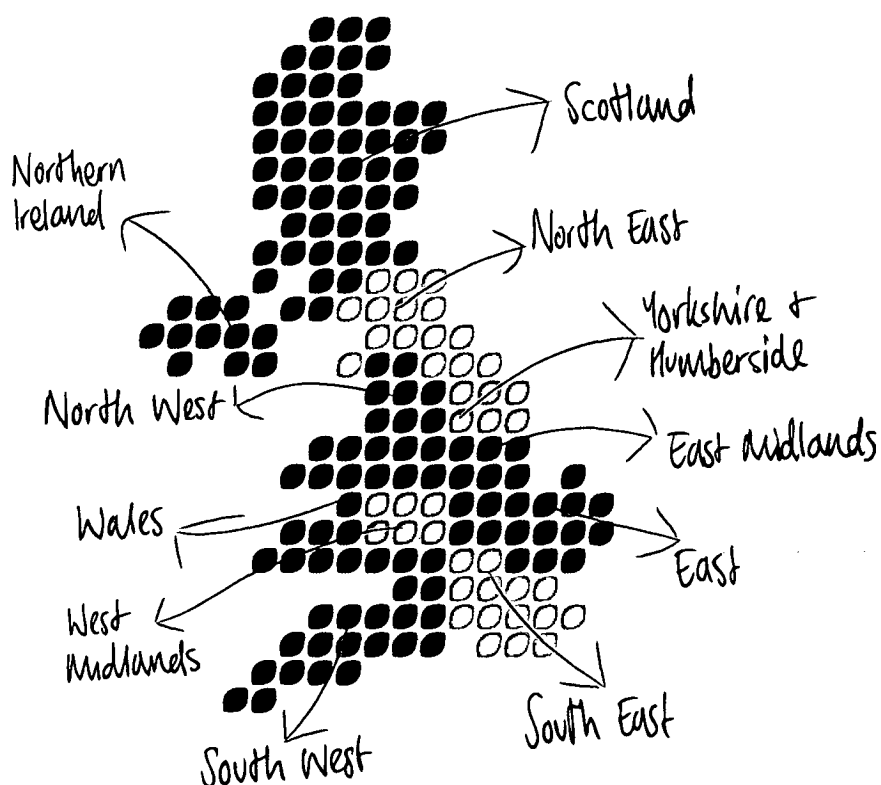 Scotland
Northern
Ireland
North East
Yorkshire +
Humberside
North West
East Midlands
Wales
East
West
Midlands
South East
South West